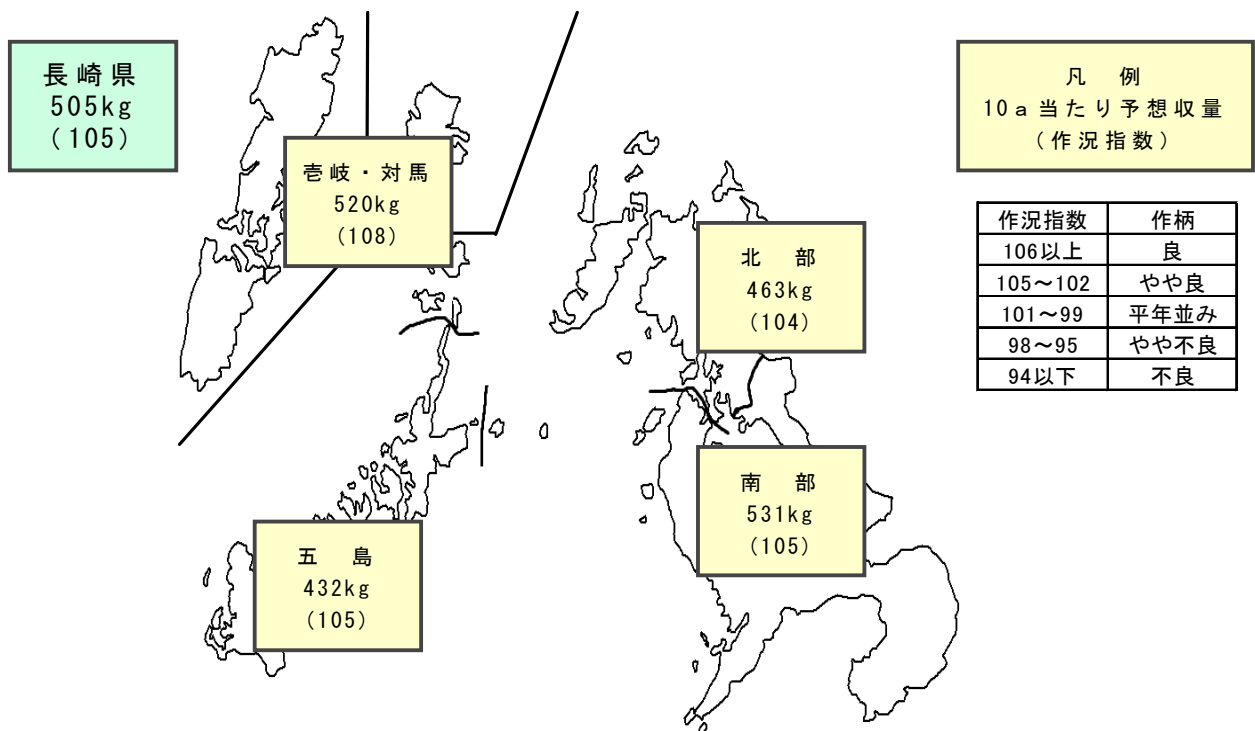 長崎県
505kg
(105)
凡 例
10a当たり予想収量
(作況指数)
壱岐・対馬
520kg
(108)
北 部
463kg
(104)
作況指数 作柄
106以上 良
105～102 やや良
101～99 平年並み
98～95 やや不良
94以下 不良
南 部
531kg
(105)
五 島
432kg
(105)